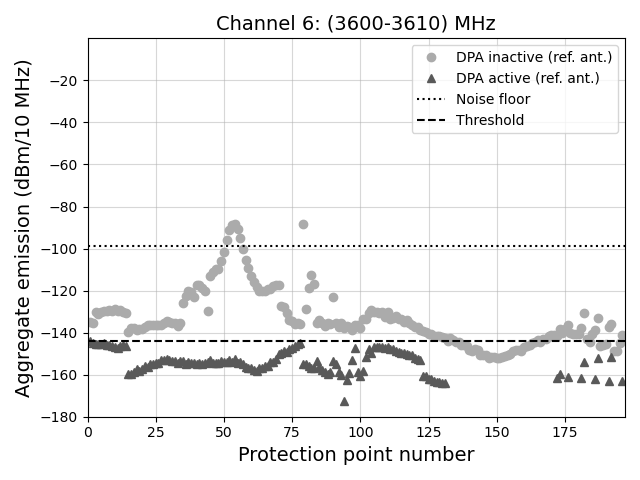 Channel 6: (3600-3610) MHz
DPA inactive (ref. ant.)
DPA active (ref. ant.)
Noise floor
Threshold
Aggregate emission (dBm/10 MHz)
−20
−40
−60
−80
−100
−120
−140
−160
−180
0 25 50 75 100 125 150 175
Protection point number